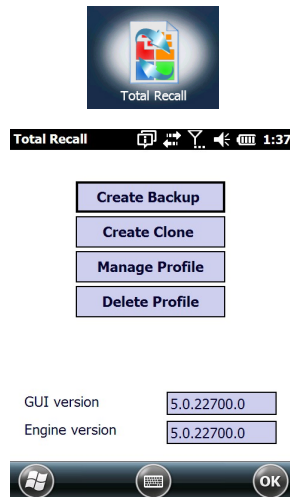 Total Recall
Total Recall 1:37
Create Backup
Create Clone
Manage Profile
Delete Profile
GUI version 5.0.22700.0
Engine version 5.0.22700.0
OK